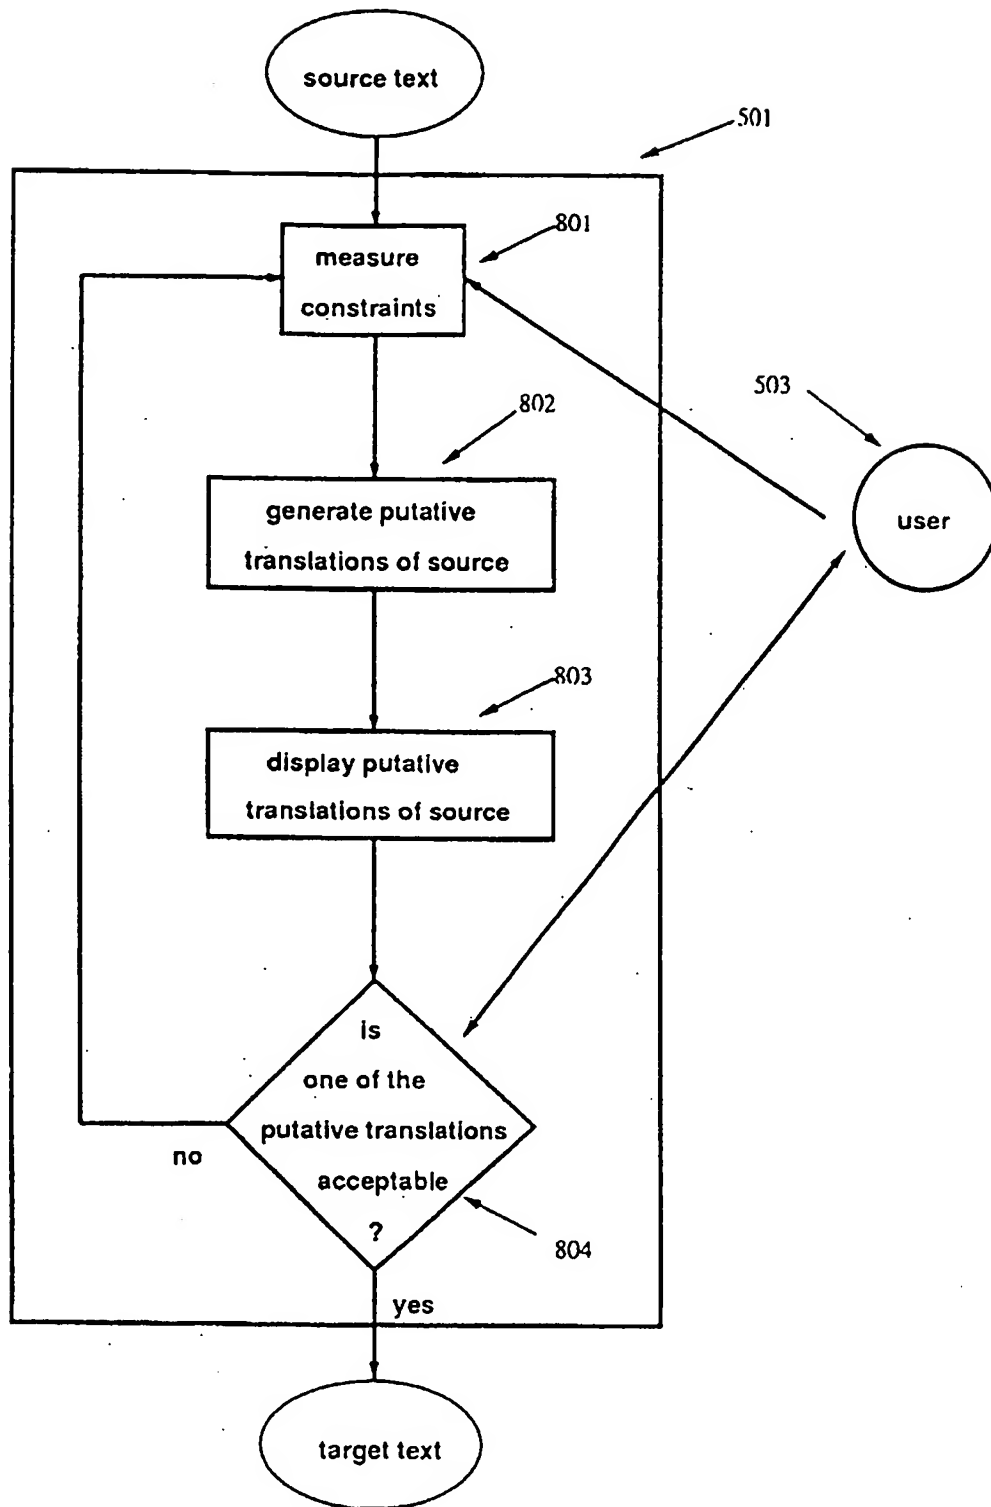 source text
501
measure
constraints
801
503
802
generate putative
translations of source
user
803
display putative
translations of source
is
one of the
putative translations
acceptable
?
no
804
yes
target text